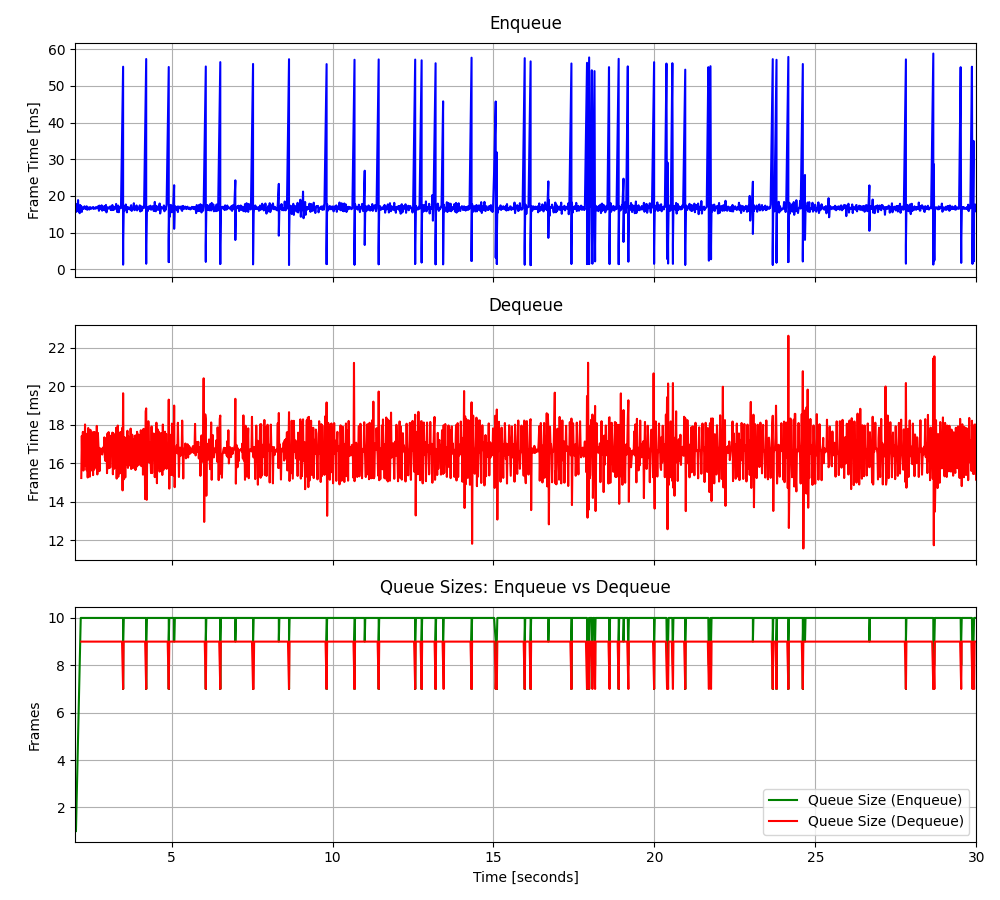 Enqueue
60
50
40
30
20
10
0
Frame Time [ms]
Dequeue
22
20
18
16
14
12
Frame Time [ms]
Queue Sizes: Enqueue vs Dequeue
10
8
6
4
2
Frames
Queue Size (Enqueue)
Queue Size (Dequeue)
5 10 15 20 25 30
Time [seconds]